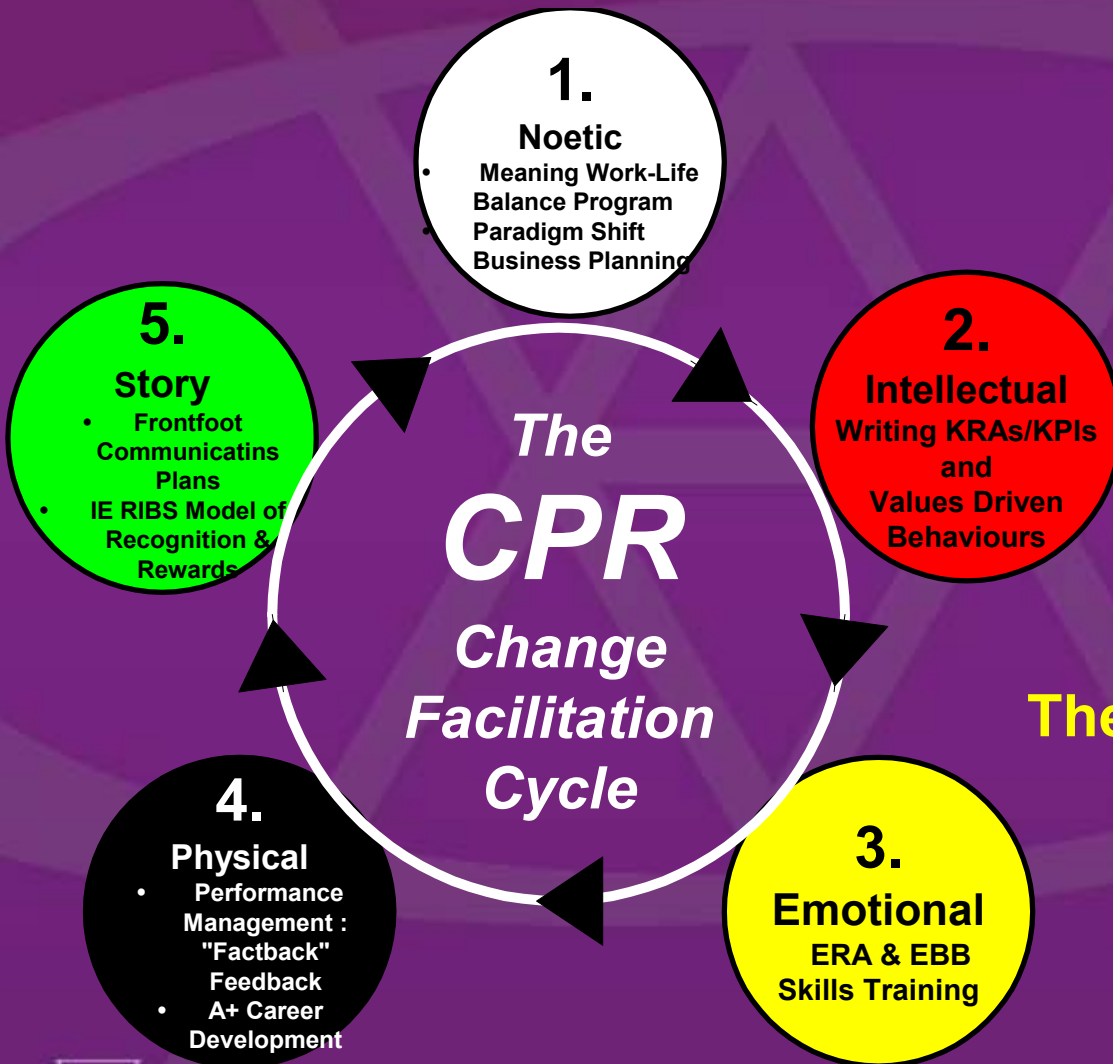 1.
Noetic
• Meaning Work-Life
Balance Program
• Paradigm Shift
Business Planning
2.
Intellectual
Writing KRAs/KPIs
and
Values Driven
Behaviours
3.
Emotional
ERA & EBB
Skills Training
4.
Physical
• Performance
Management :
"Factback"
Feedback
• A+ Career
Development
5.
Story
• Frontfoot
Communicatins
Plans
• IE RIBS Model of
Recognition &
Rewards
The
CPR
Change
Facilitation
Cycle
The